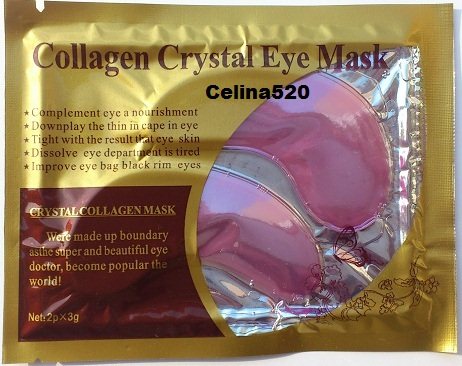 Collagen Crystal Eye Mask
Celina520
★Complement eye a nourishment
★Downplay the thin in cape in eye
★Tight with the result that eye skin
★Dissolve eye department is tired
★Improve eye bag black rim eyes
CRYSTAL COLLAGEN MASK
Were made up boundary
asthe super and beautiful eye
doctor, become popular the
world!
Net:2p×3g